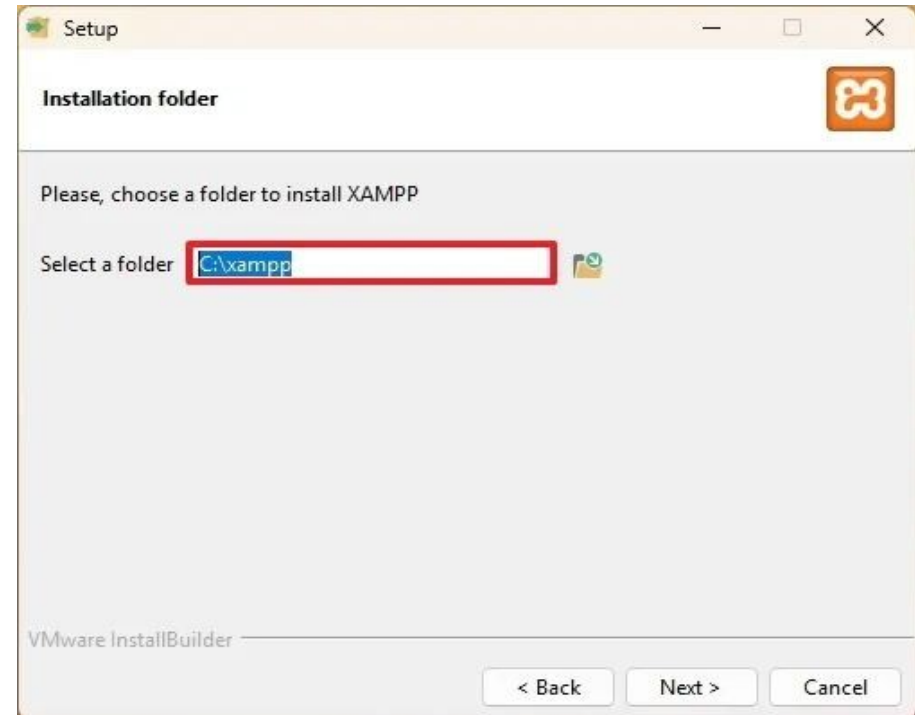 Setup
Installation folder
Please, choose a folder to install XAMPP
Select a folder C:\xampp
VMware InstallBuilder
< Back Next > Cancel